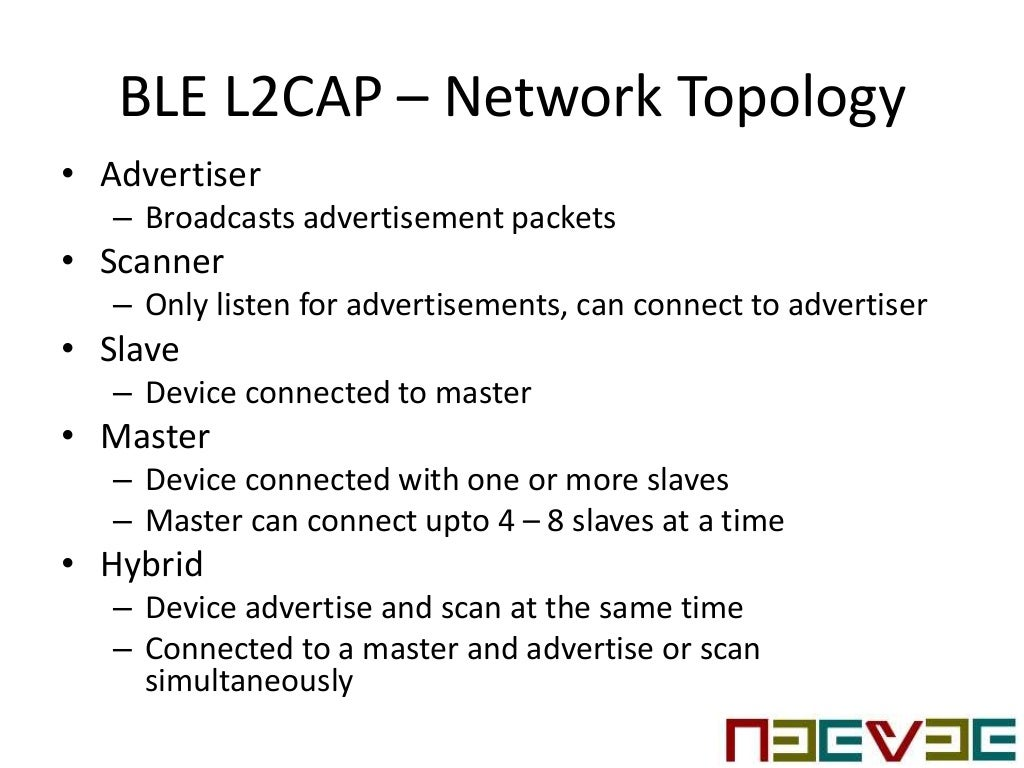 BLE L2CAP – Network Topology
• Advertiser
– Broadcasts advertisement packets
• Scanner
– Only listen for advertisements, can connect to advertiser
• Slave
– Device connected to master
• Master
– Device connected with one or more slaves
– Master can connect upto 4 – 8 slaves at a time
• Hybrid
– Device advertise and scan at the same time
– Connected to a master and advertise or scan
simultaneously